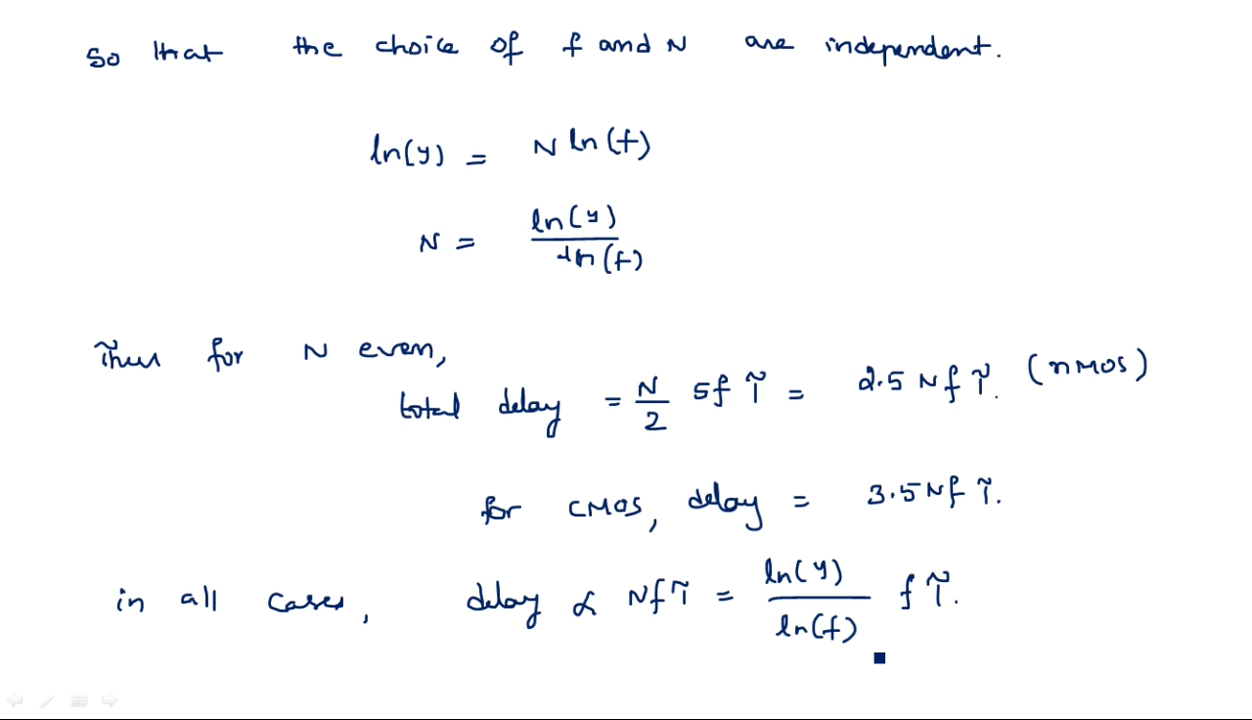 so that the choice of f and N are independent.
ln(y) = N ln(f)
N = ln(y) / ln(f)
Thus for N even,
total delay = N/2 5f τ = 2.5 N f τ. (nMOS)
for CMOS, delay = 3.5 N f τ.
in all cases, delay ∝ N f τ = ln(y) / ln(f) f τ.